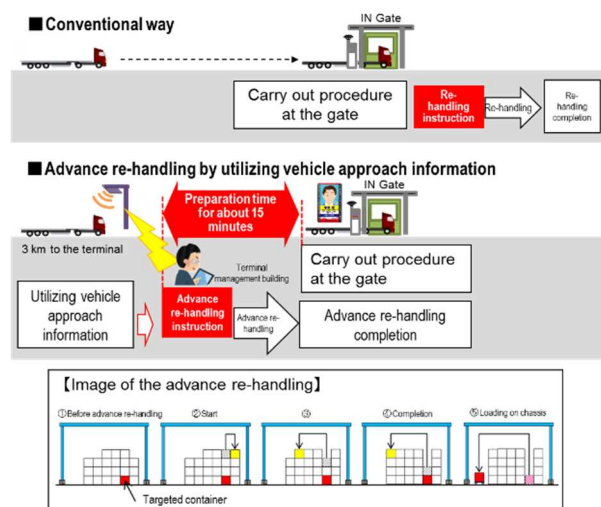 ■Conventional way
IN Gate
Carry out procedure
at the gate
Re-
handling
instruction
Re-handling
Re-
handling
completion
■Advance re-handling by utilizing vehicle approach information
Preparation time
for about 15
minutes
IN Gate
3 km to the terminal
Terminal
management building
Carry out procedure
at the gate
Utilizing vehicle
approach
information
Advance
re-handling
instruction
Advance re-
handling
Advance re-handling
completion
【Image of the advance re-handling】
①Before advance re-handling
②Start
③
④Completion
⑤Loading on chassis
Targeted container